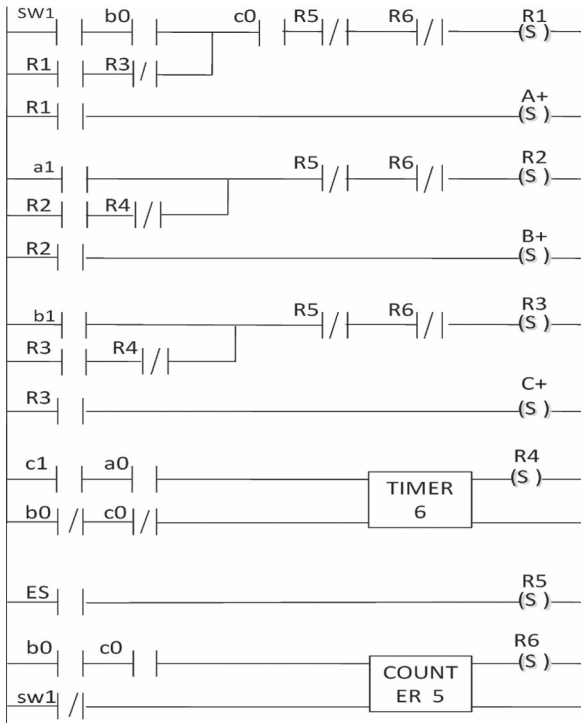 SW1 b0 c0 R5 R6 R1
(S)
R1 R3
R1 A+
(S)
a1 R5 R6 R2
(S)
R2 R4
R2 B+
(S)
b1 R5 R6 R3
(S)
R3 R4
R3 C+
(S)
c1 a0 R4
(S)
TIMER
6
b0 c0
ES R5
(S)
b0 c0 R6
(S)
COUNT
ER 5
sw1